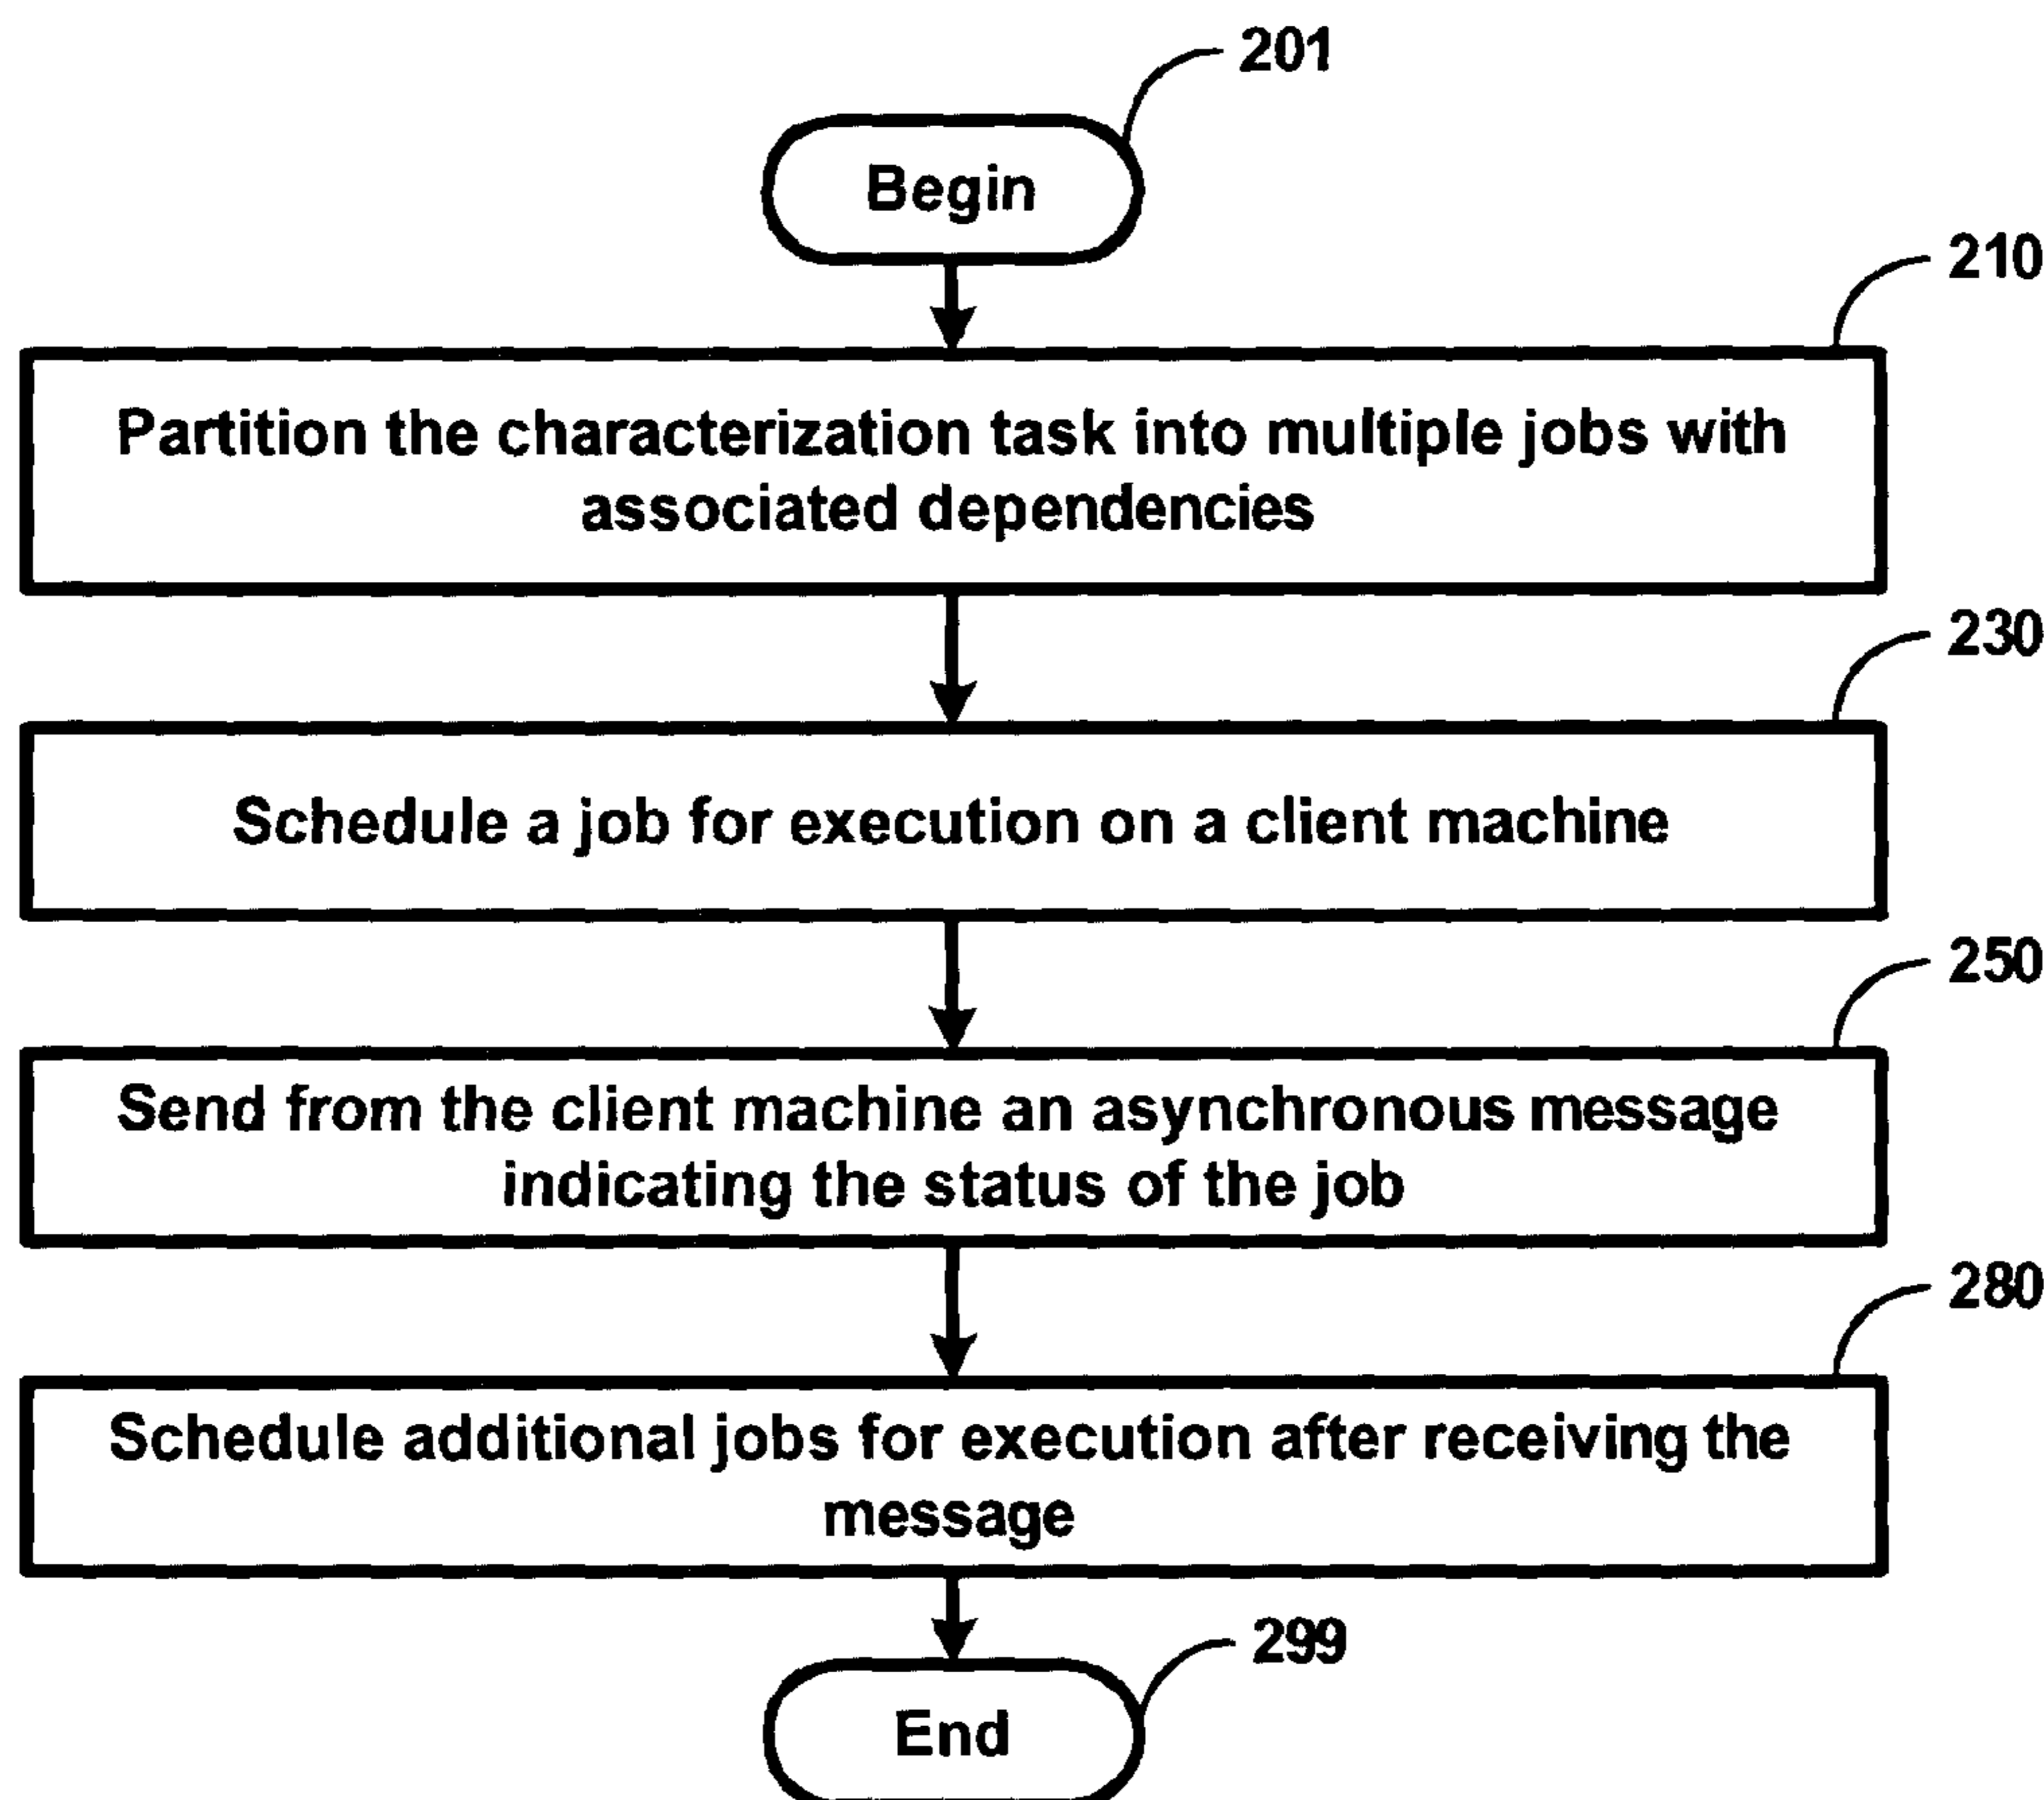 201
Begin
210
Partition the characterization task into multiple jobs with
associated dependencies
230
Schedule a job for execution on a client machine
250
Send from the client machine an asynchronous message
indicating the status of the job
280
Schedule additional jobs for execution after receiving the
message
299
End